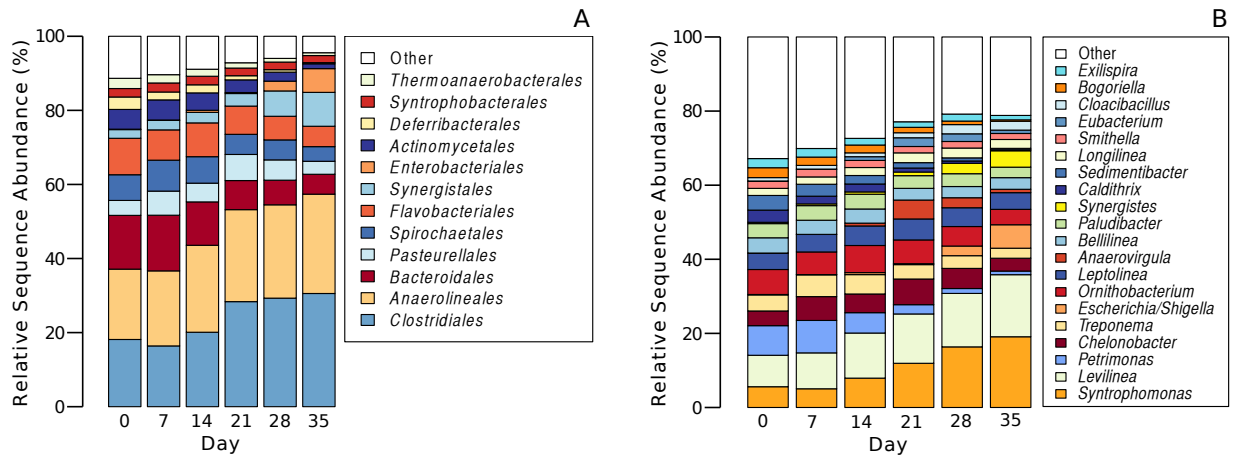 A
Relative Sequence Abundance (%)
100
80
60
40
20
0
0 7 14 21 28 35
Day
Other
Thermoanaerobacterales
Syntrophobacterales
Deferribacterales
Actinomycetales
Enterobacteriales
Synergistales
Flavobacteriales
Spirochaetales
Pasteurellales
Bacteroidales
Anaerolineales
Clostridiales
B
Relative Sequence Abundance (%)
100
80
60
40
20
0
0 7 14 21 28 35
Day
Other
Exilispira
Bogoriella
Cloacibacillus
Eubacterium
Smithella
Longilinea
Sedimentibacter
Caldithrix
Synergistes
Paludibacter
Bellilinea
Anaerovirgula
Leptolinea
Ornithobacterium
Escherichia/Shigella
Treponema
Chelonobacter
Petrimonas
Levilinea
Syntrophomonas